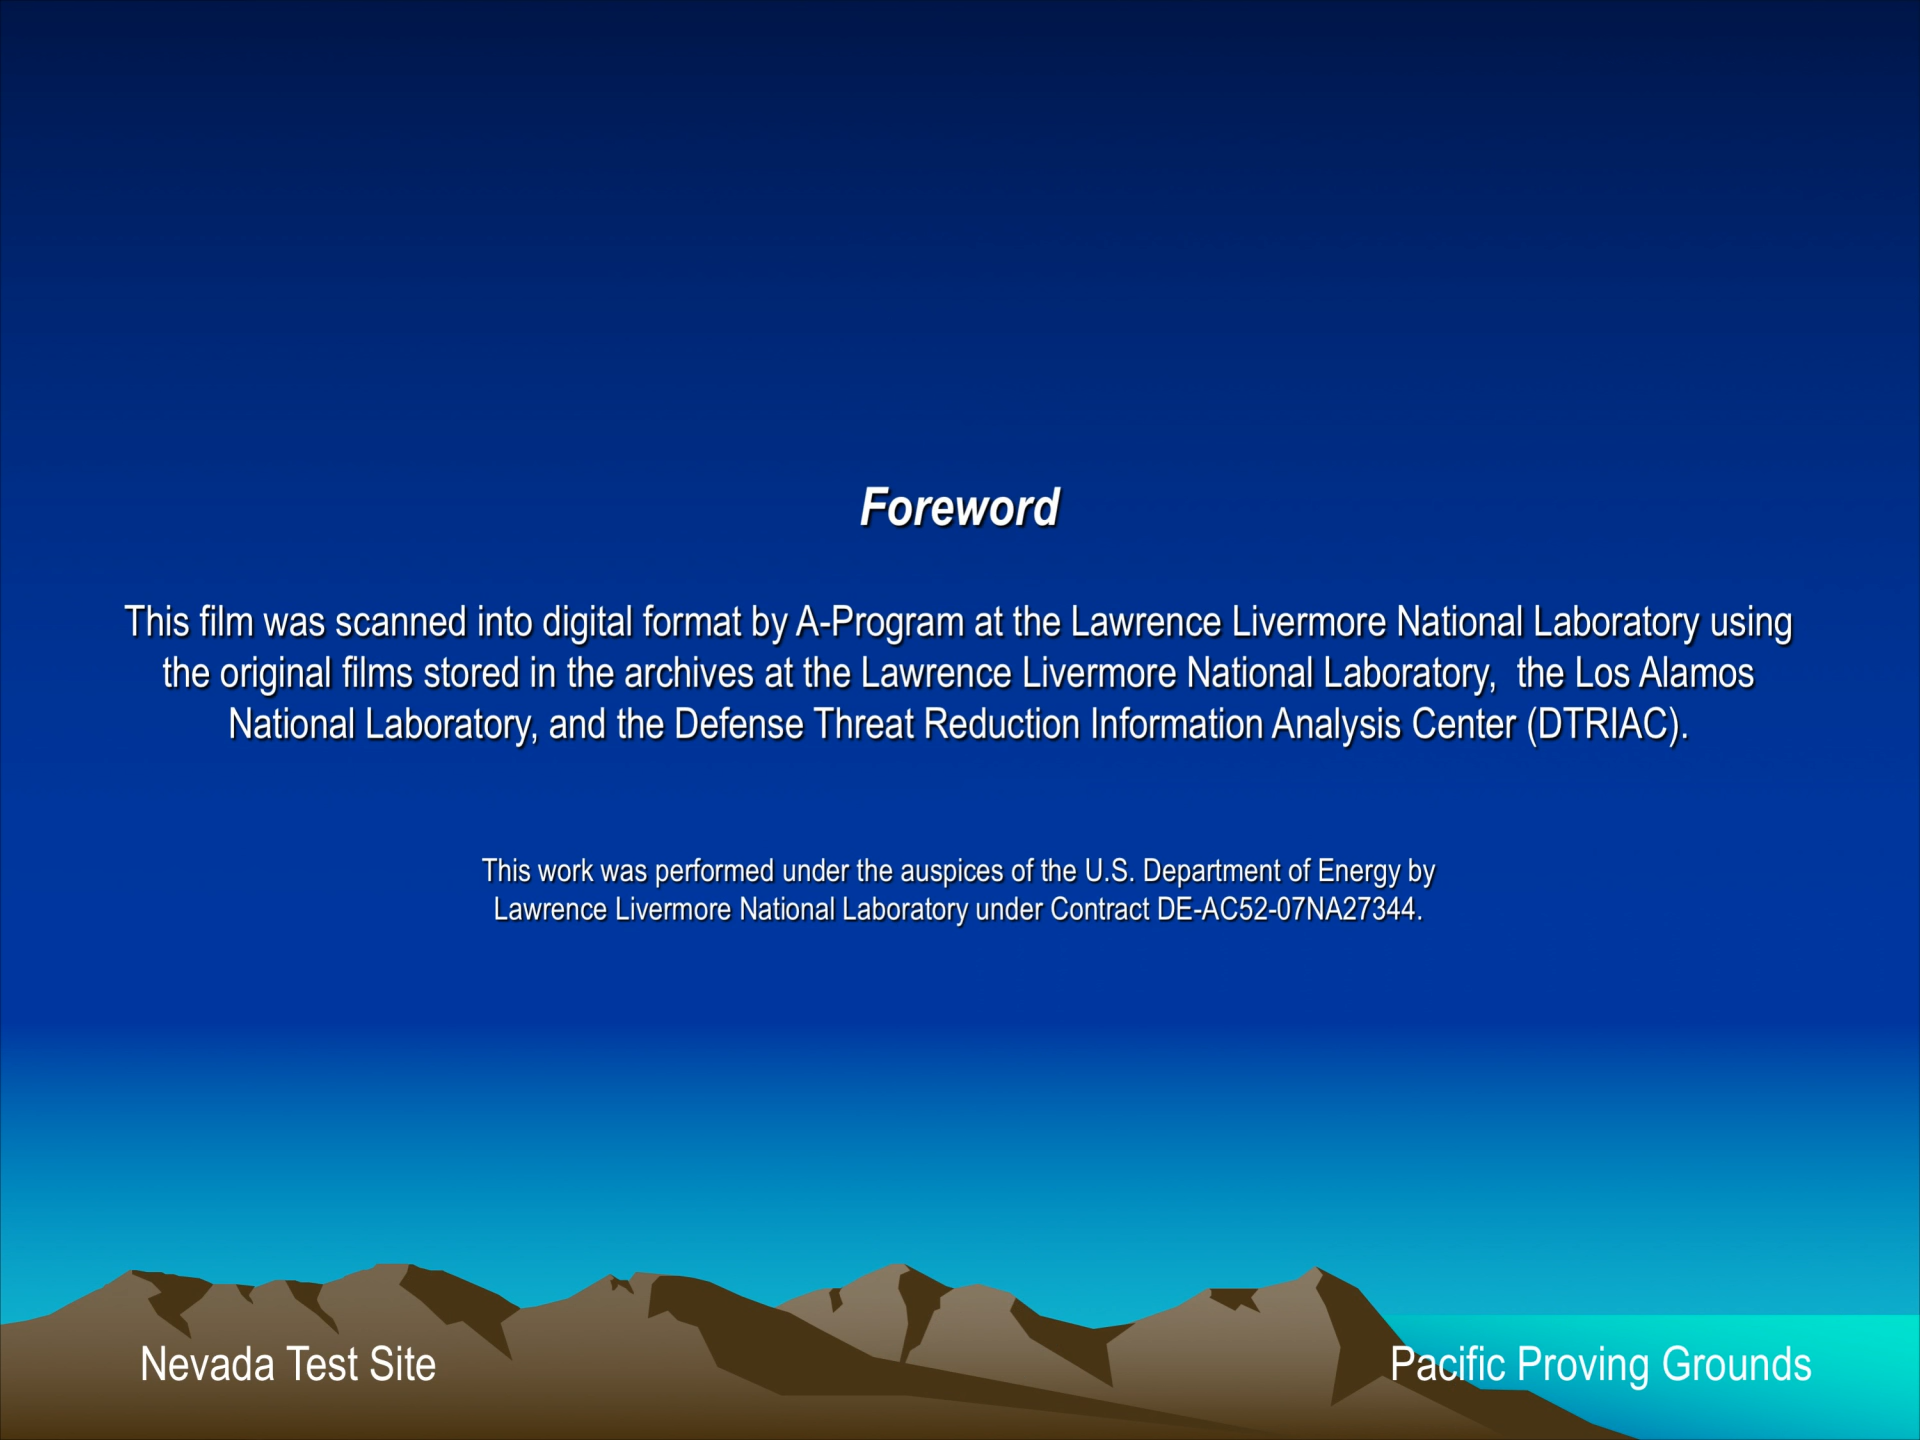 Foreword
This film was scanned into digital format by A-Program at the Lawrence Livermore National Laboratory using
the original films stored in the archives at the Lawrence Livermore National Laboratory,  the Los Alamos
National Laboratory, and the Defense Threat Reduction Information Analysis Center (DTRIAC).
This work was performed under the auspices of the U.S. Department of Energy by
Lawrence Livermore National Laboratory under Contract DE-AC52-07NA27344.
Nevada Test Site
Pacific Proving Grounds